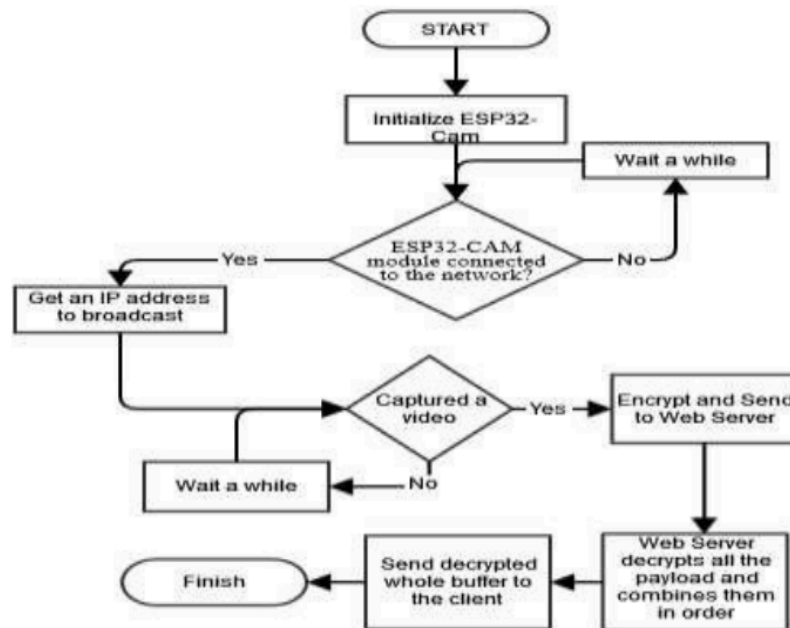 START
Initialize ESP32-
Cam
Wait a while
ESP32-CAM
module connected
to the network?
Yes
No
Get an IP address
to broadcast
Captured a
video
Yes
Encrypt and Send
to Web Server
No
Wait a while
Web Server
decrypts all the
payload and
combines them
in order
Send decrypted
whole buffer to
the client
Finish